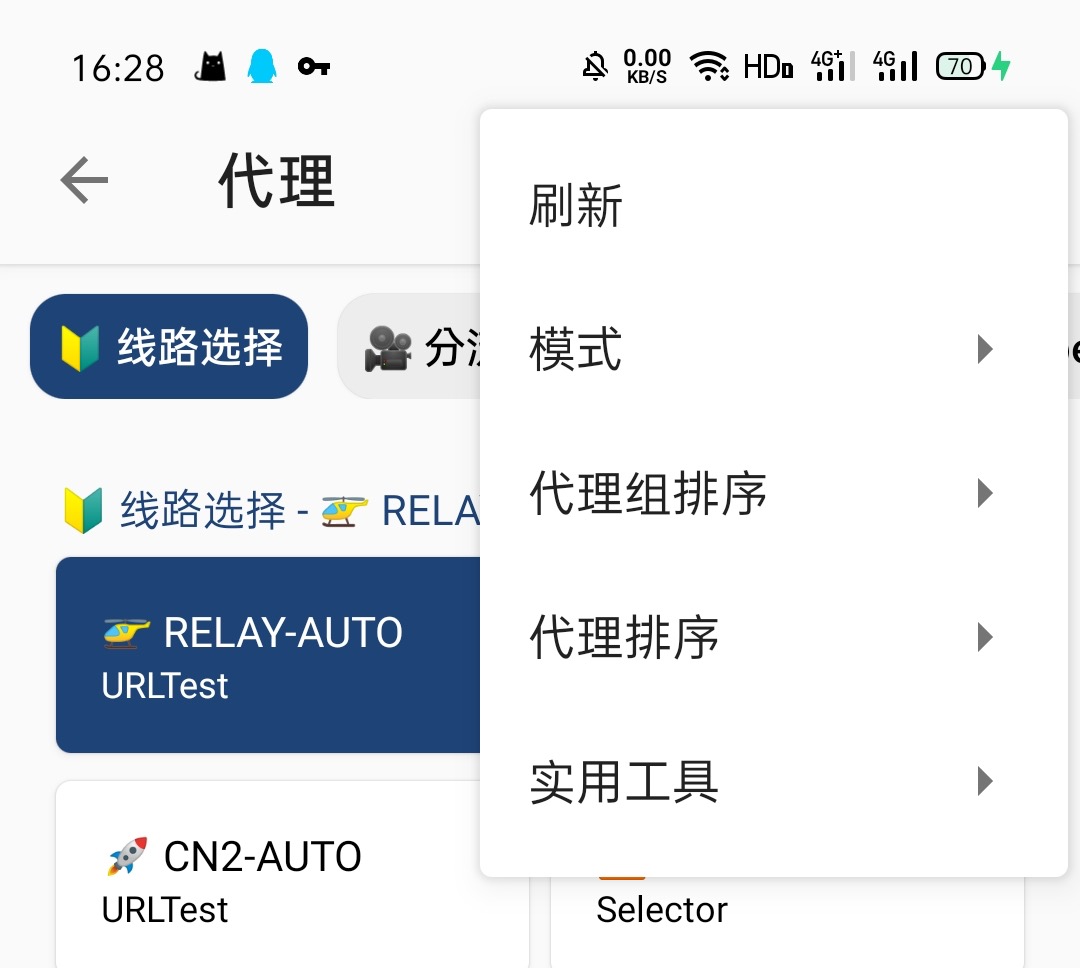 16:28
0.00
KB/S
HD
4G+
4G
70
代理
刷新
模式
代理组排序
代理排序
实用工具
线路选择
分
线路选择 - RELA
RELAY-AUTO
URLTest
CN2-AUTO
URLTest
Selector